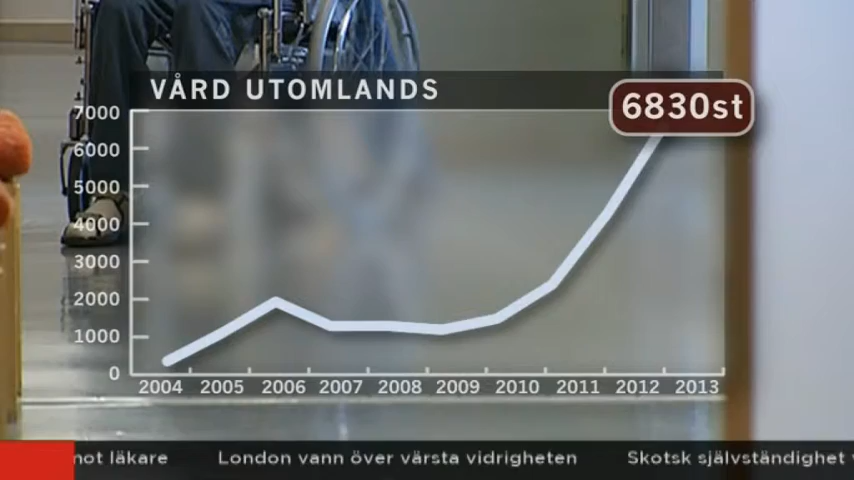 VÅRD UTOMLANDS
6830st
7000
6000
5000
4000
3000
2000
1000
0
2004 2005 2006 2007 2008 2009 2010 2011 2012 2013
not läkare London vann över värsta vidrigheten Skotsk självständighet